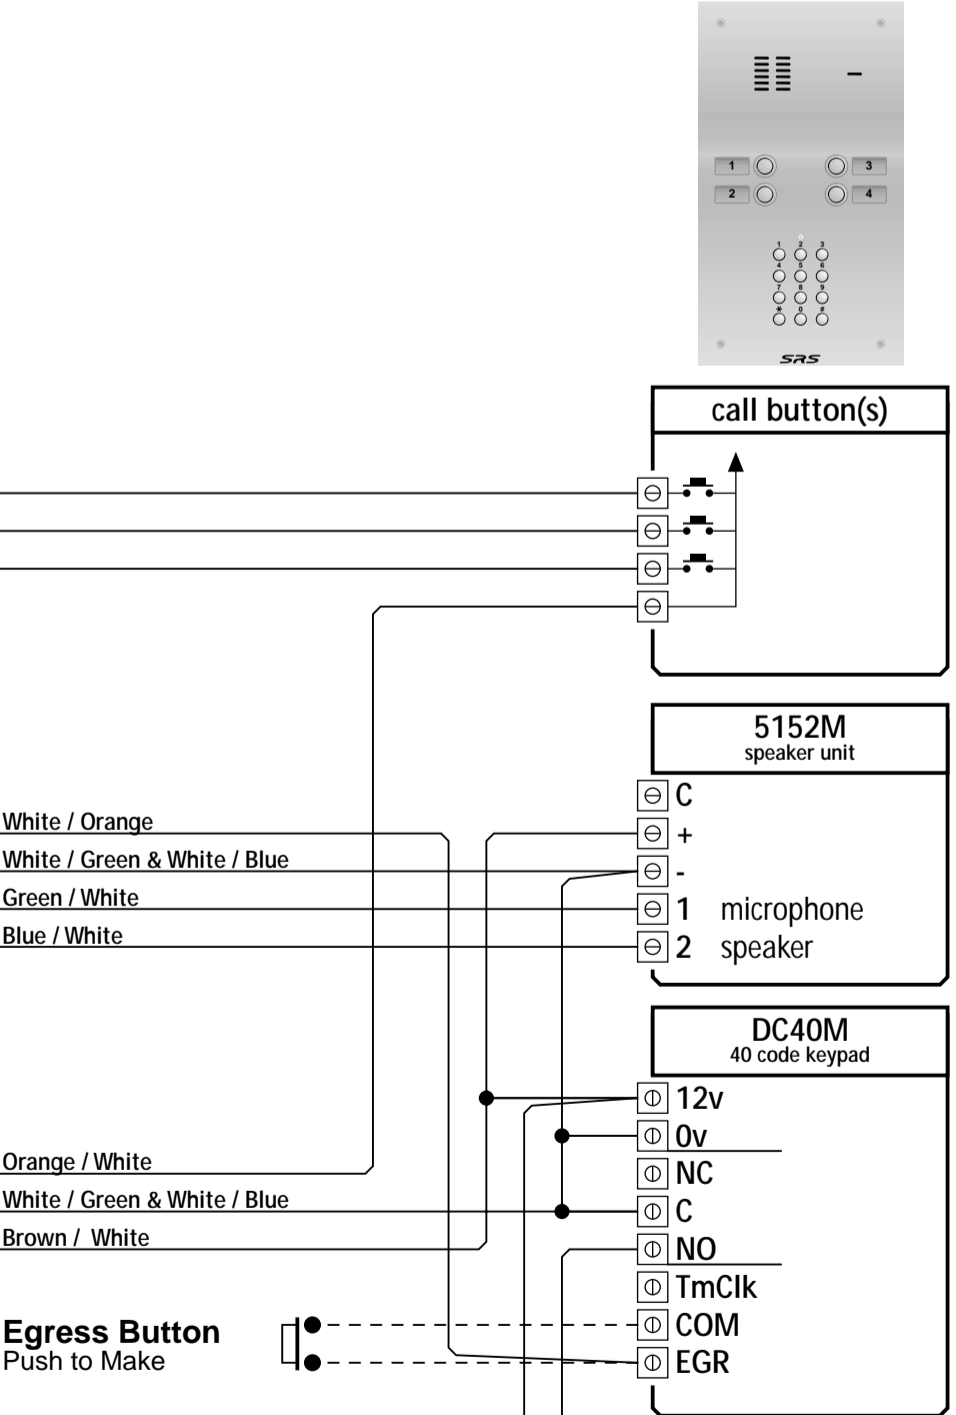 1 3
2 4
1 2 3
4 5 6
7 8 9
* 0 #
SRS
call button(s)
5152M
speaker unit
C
White / Orange
+
White / Green & White / Blue
-
Green / White
1 microphone
Blue / White
2 speaker
DC40M
40 code keypad
12v
0v
Orange / White
NC
White / Green & White / Blue
C
Brown / White
NO
TmClk
Egress Button
COM
Push to Make
EGR